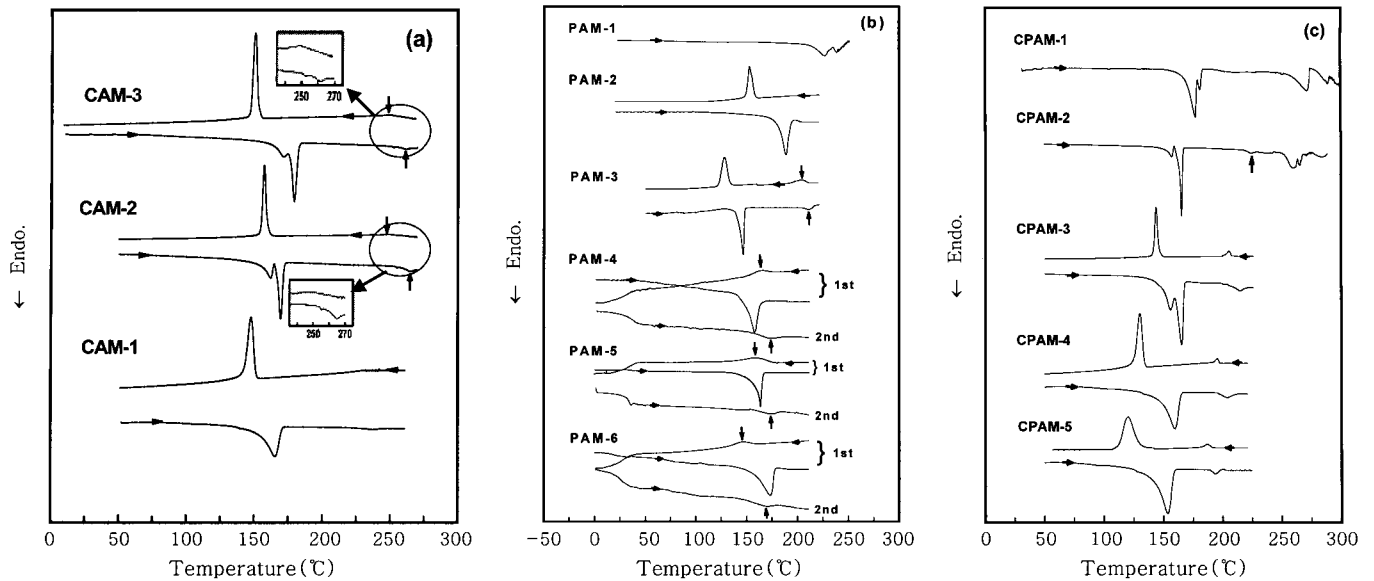 (a)
CAM-3
250 270
CAM-2
250 270
CAM-1
← Endo.
0 50 100 150 200 250 300
Temperature(℃)
(b)
PAM-1
PAM-2
PAM-3
PAM-4
} 1st
2nd
PAM-5
} 1st
2nd
PAM-6
} 1st
2nd
← Endo.
−50 0 50 100 150 200 250
Temperature(℃)
(c)
CPAM-1
CPAM-2
CPAM-3
CPAM-4
CPAM-5
← Endo.
0 50 100 150 200 250 300
Temperature(℃)